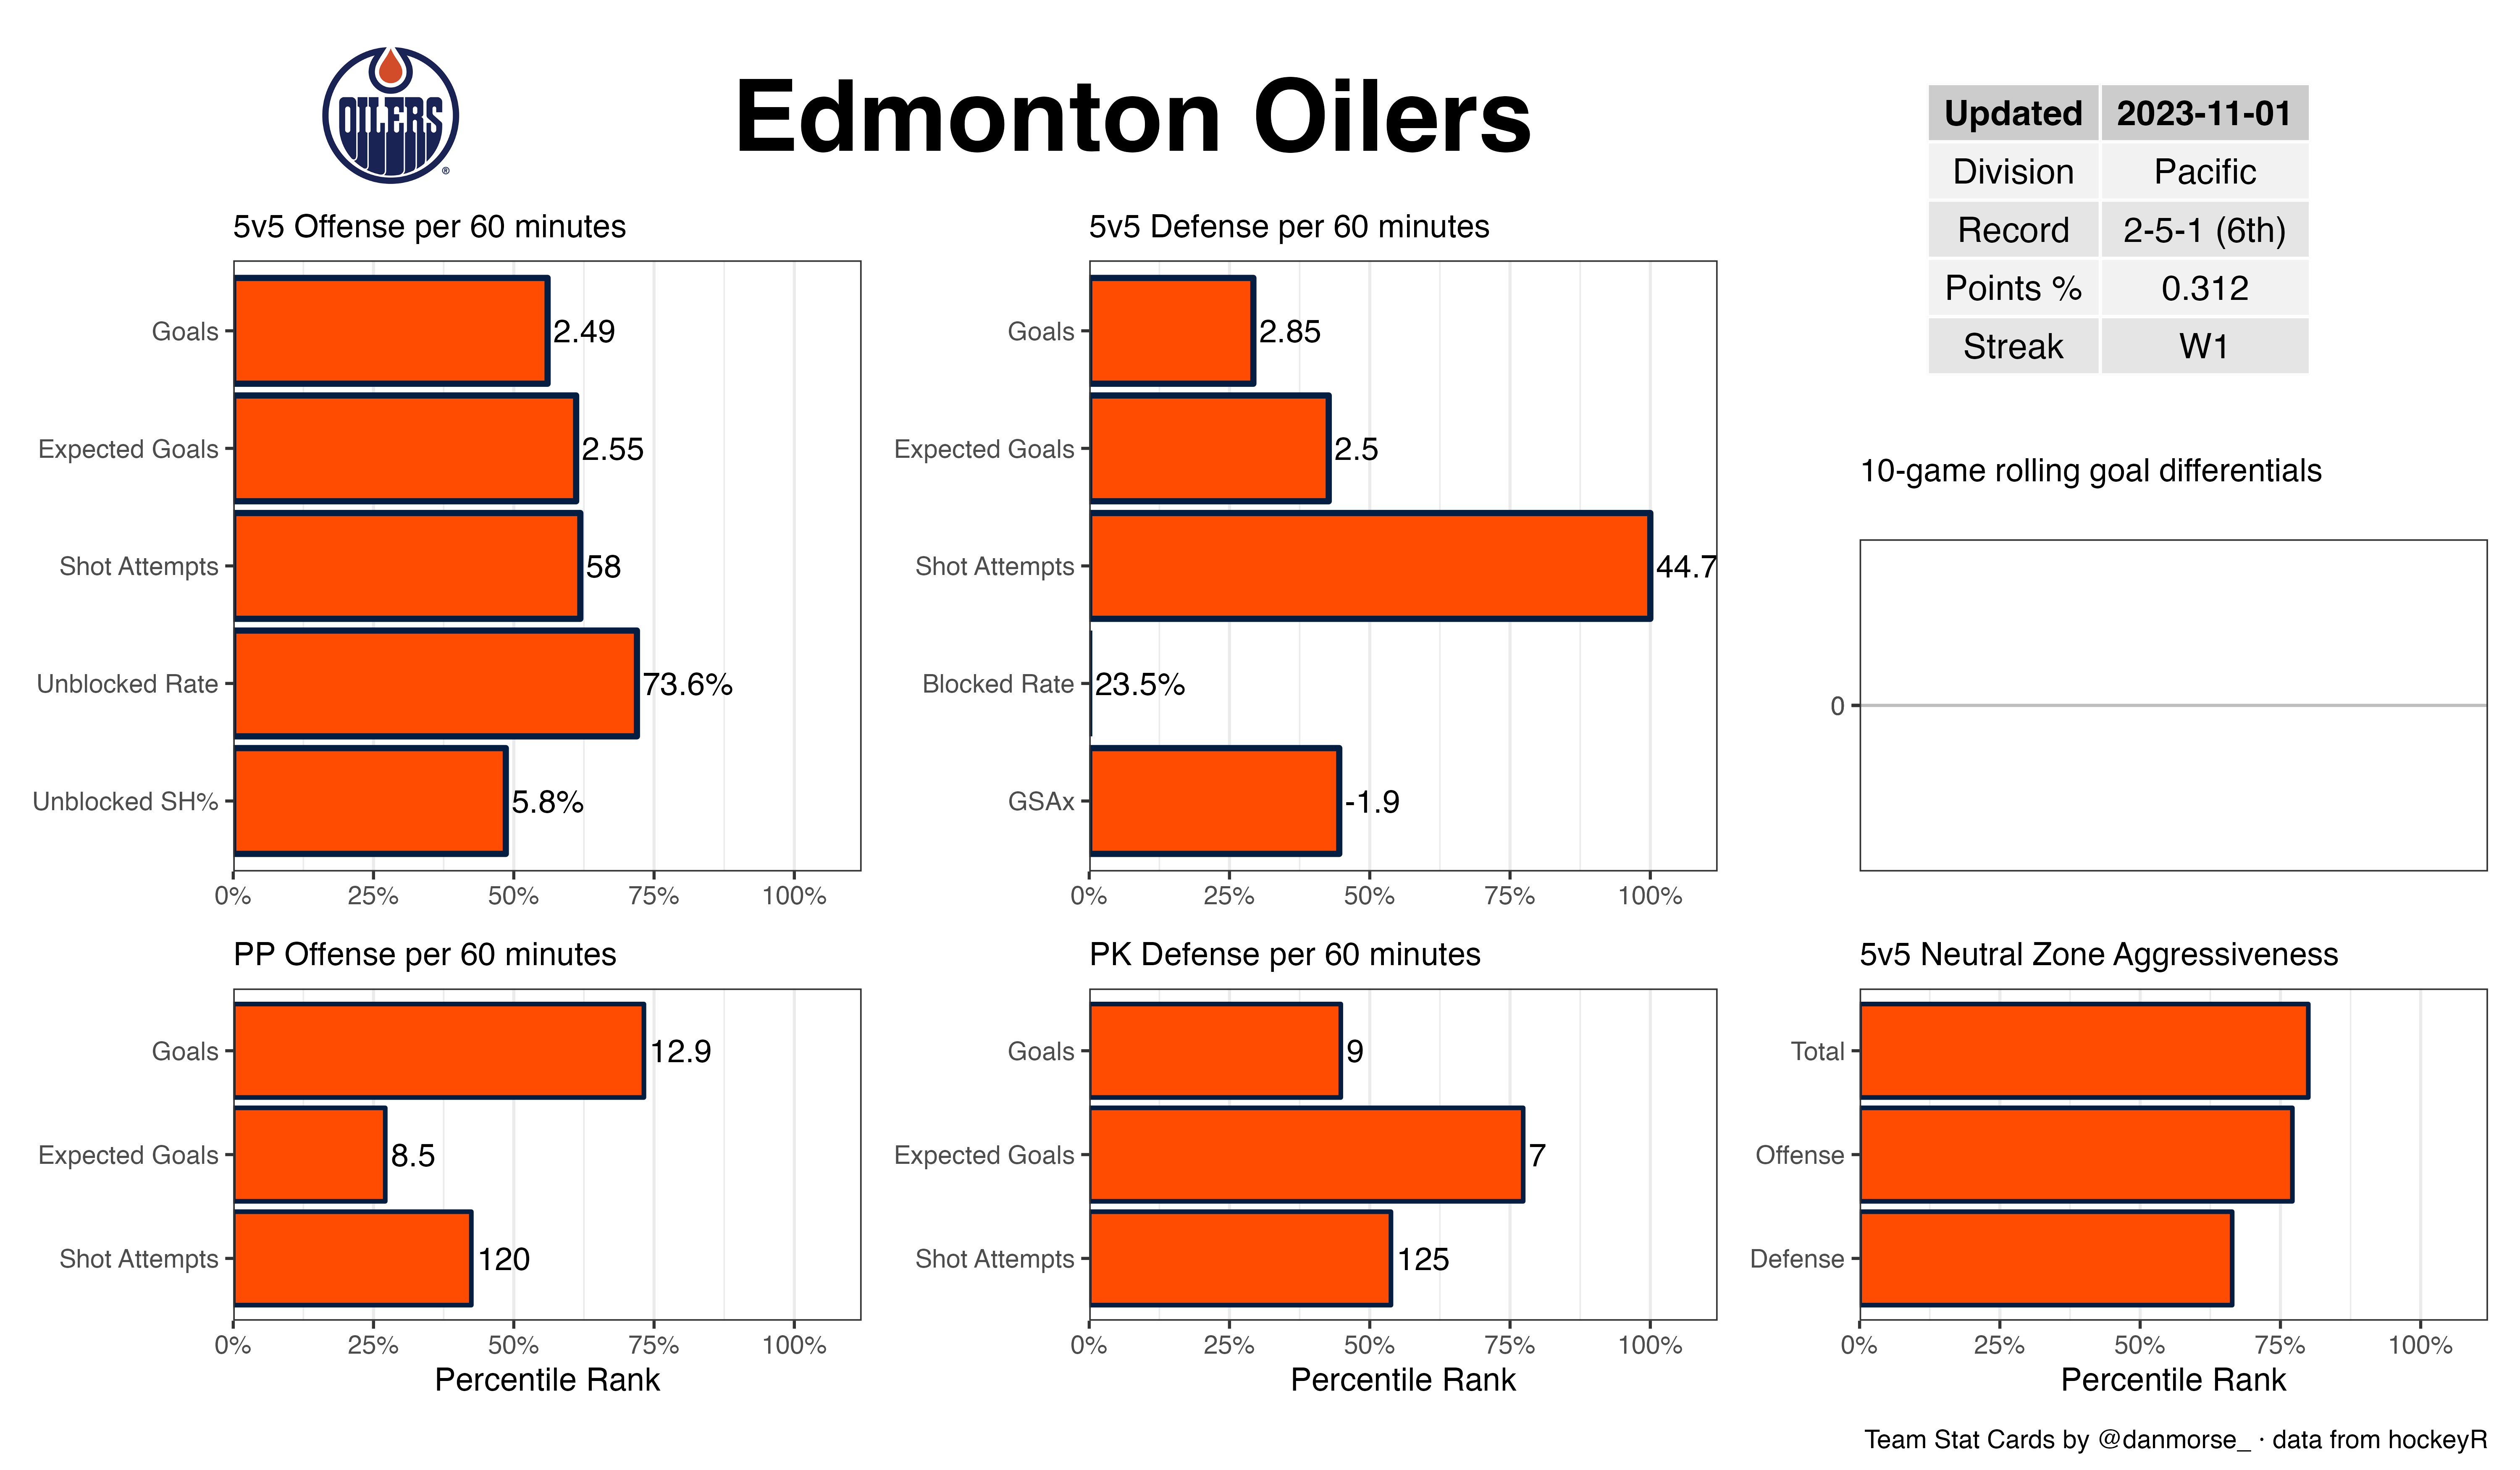 OILERS
®
Edmonton Oilers
Updated 2023-11-01
Division Pacific
Record 2-5-1 (6th)
Points % 0.312
Streak W1
5v5 Offense per 60 minutes
Goals 2.49
Expected Goals 2.55
Shot Attempts 58
Unblocked Rate 73.6%
Unblocked SH% 5.8%
0% 25% 50% 75% 100%
5v5 Defense per 60 minutes
Goals 2.85
Expected Goals 2.5
Shot Attempts 44.7
Blocked Rate 23.5%
GSAx -1.9
0% 25% 50% 75% 100%
10-game rolling goal differentials
0
PP Offense per 60 minutes
Goals 12.9
Expected Goals 8.5
Shot Attempts 120
0% 25% 50% 75% 100%
Percentile Rank
PK Defense per 60 minutes
Goals 9
Expected Goals 7
Shot Attempts 125
0% 25% 50% 75% 100%
Percentile Rank
5v5 Neutral Zone Aggressiveness
Total
Offense
Defense
0% 25% 50% 75% 100%
Percentile Rank
Team Stat Cards by @danmorse_ · data from hockeyR